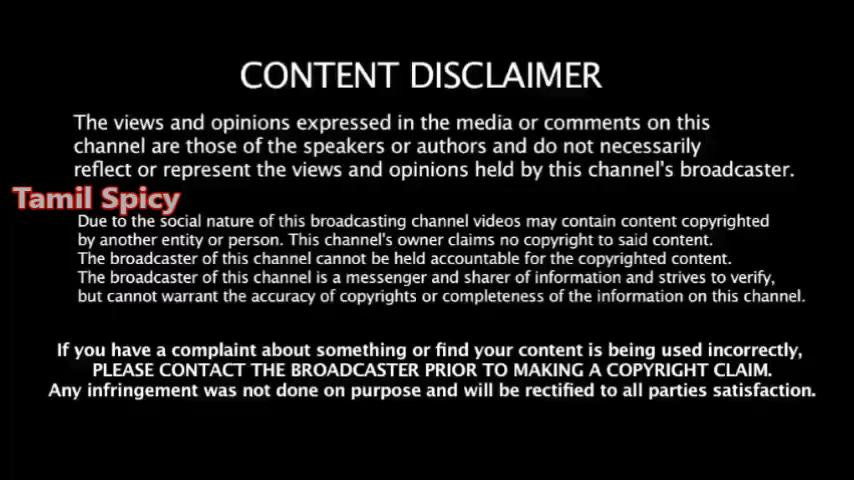 CONTENT DISCLAIMER
The views and opinions expressed in the media or comments on this
channel are those of the speakers or authors and do not necessarily
reflect or represent the views and opinions held by this channel's broadcaster.
Tamil Spicy
Due to the social nature of this broadcasting channel videos may contain content copyrighted
by another entity or person. This channel's owner claims no copyright to said content.
The broadcaster of this channel cannot be held accountable for the copyrighted content.
The broadcaster of this channel is a messenger and sharer of information and strives to verify,
but cannot warrant the accuracy of copyrights or completeness of the information on this channel.
If you have a complaint about something or find your content is being used incorrectly,
PLEASE CONTACT THE BROADCASTER PRIOR TO MAKING A COPYRIGHT CLAIM.
Any infringement was not done on purpose and will be rectified to all parties satisfaction.